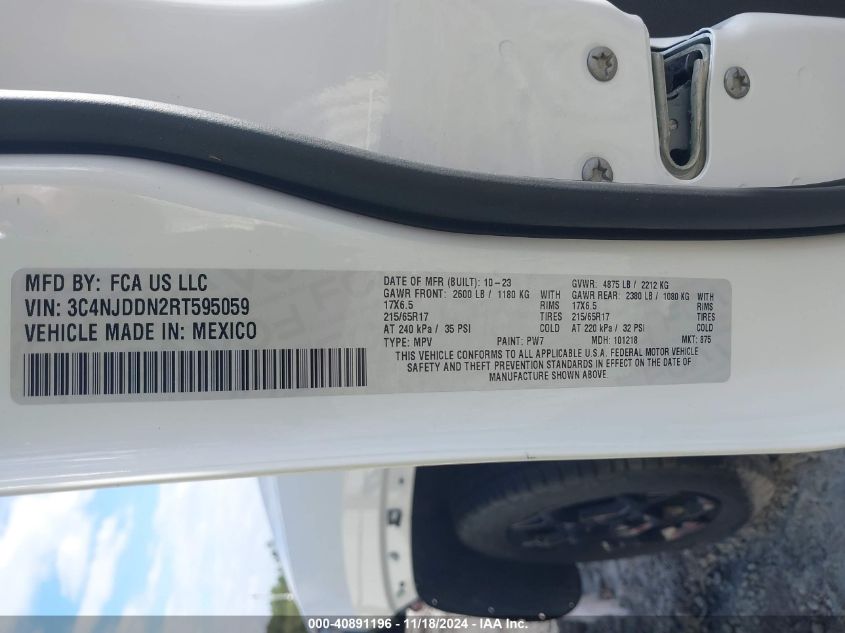 MFD BY: FCA US LLC
VIN: 3C4NJDDN2RT595059
VEHICLE MADE IN: MEXICO
DATE OF MFR (BUILT): 10-23 GVWR: 4875 LB / 2212 KG
GAWR FRONT: 2600 LB / 1180 KG GAWR REAR: 2380 LB / 1080 KG
17X6.5 RIMS 17X6.5 RIMS
215/65R17 TIRES 215/65R17 TIRES
AT 240 kPa / 35 PSI COLD AT 220 kPa / 32 PSI COLD
TYPE: MPV PAINT: PW7 MDH: 101218 MKT: 875
THIS VEHICLE CONFORMS TO ALL APPLICABLE U.S.A. FEDERAL MOTOR VEHICLE
SAFETY AND THEFT PREVENTION STANDARDS IN EFFECT ON THE DATE OF
MANUFACTURE SHOWN ABOVE
000-40891196 - 11/18/2024 - IAA Inc.